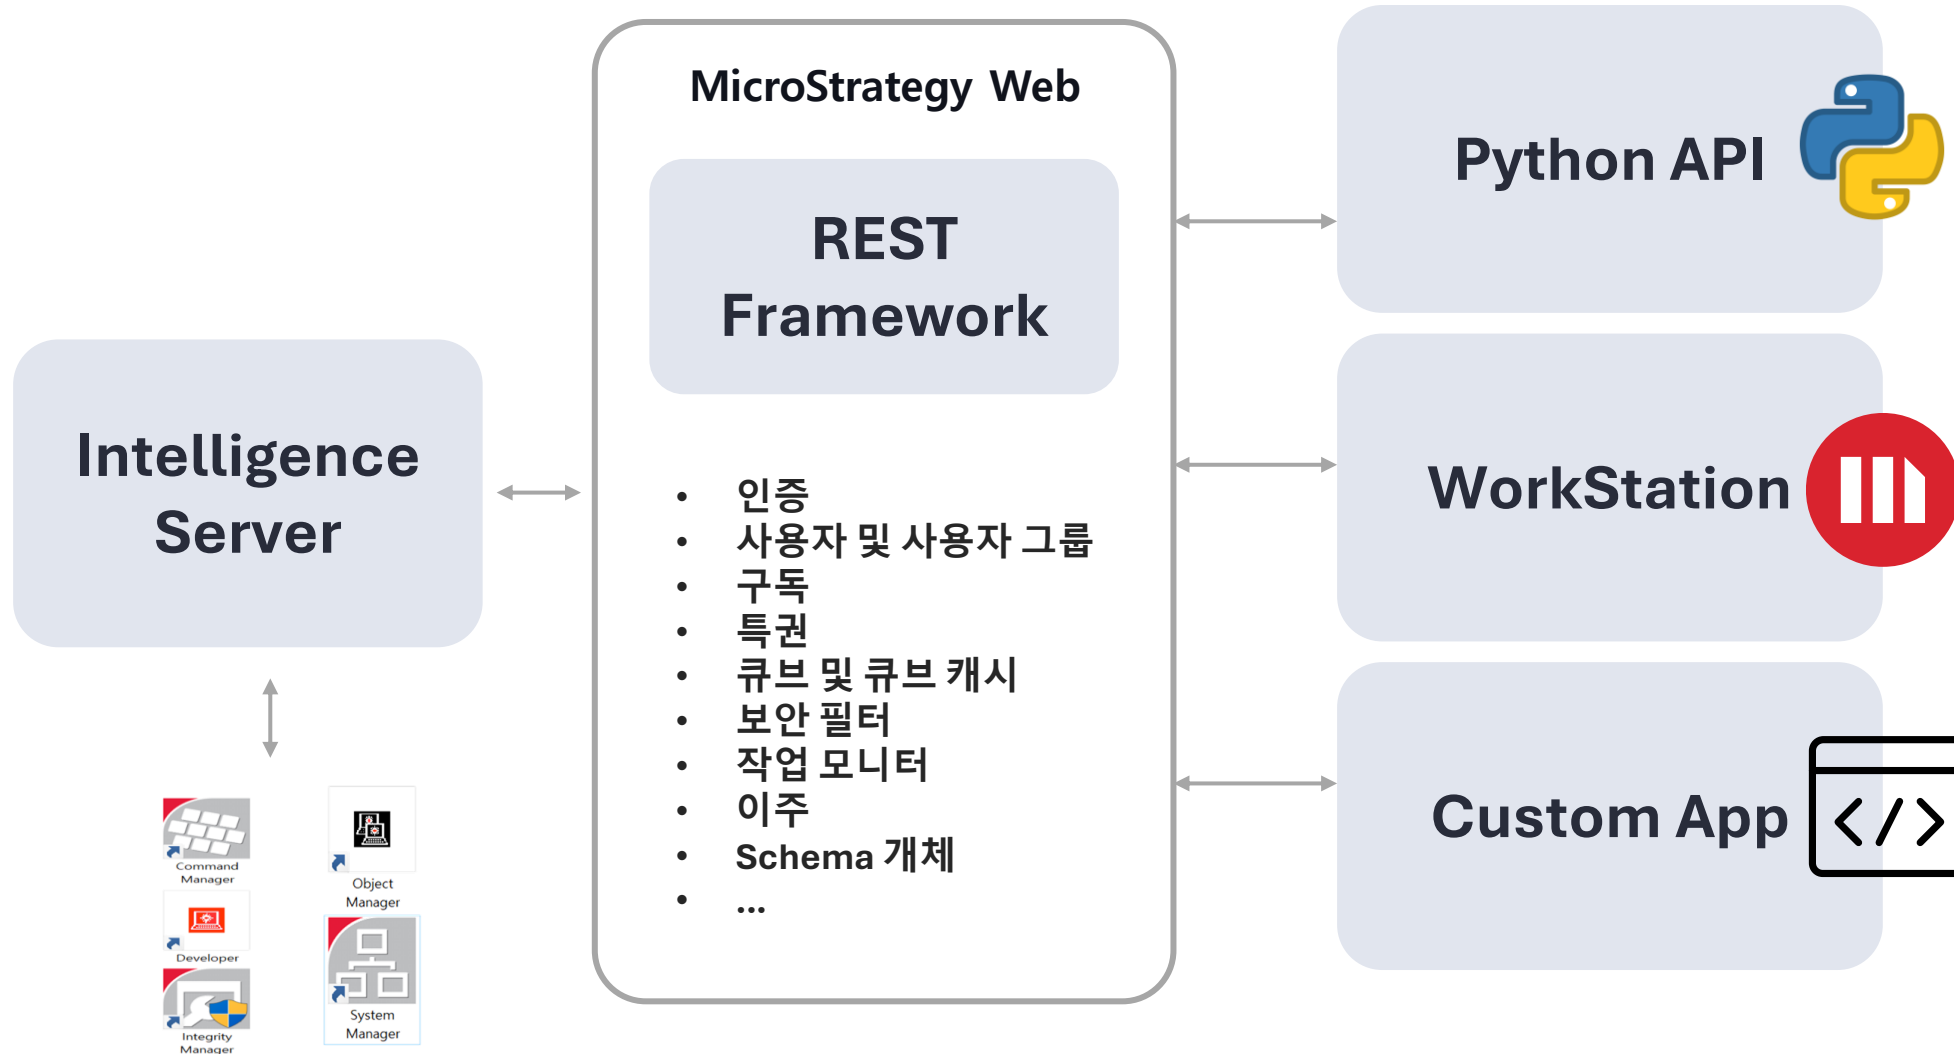 MicroStrategy Web
REST
Framework
• 인증
• 사용자 및 사용자 그룹
• 구독
• 특권
• 큐브 및 큐브 캐시
• 보안 필터
• 작업 모니터
• 이주
• Schema 개체
• ...
Intelligence
Server
Command
Manager
Object
Manager
Developer
Integrity
Manager
System
Manager
Python API
WorkStation
Custom App
</>